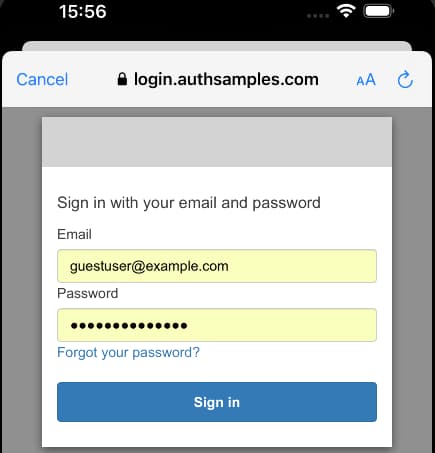 15:56
Cancel login.authsamples.com AA
Sign in with your email and password
Email
guestuser@example.com
Password
••••••••••••••
Forgot your password?
Sign in